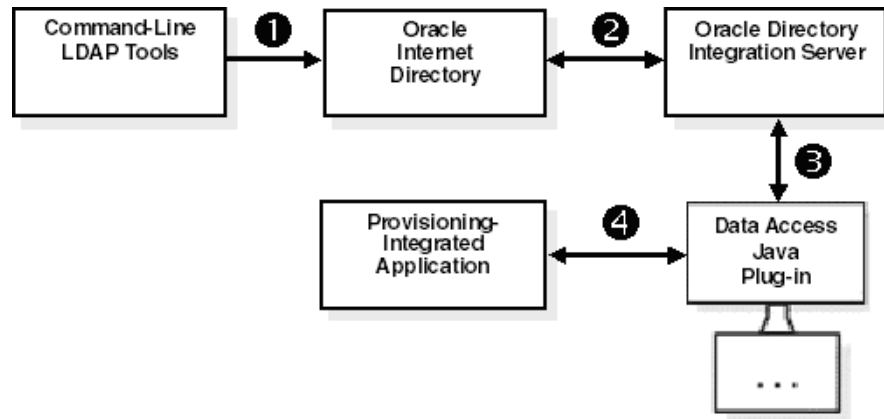 Command-Line
LDAP Tools
1
Oracle
Internet
Directory
2
Oracle Directory
Integration Server
3
Provisioning-
Integrated
Application
4
Data Access
Java
Plug-in
...